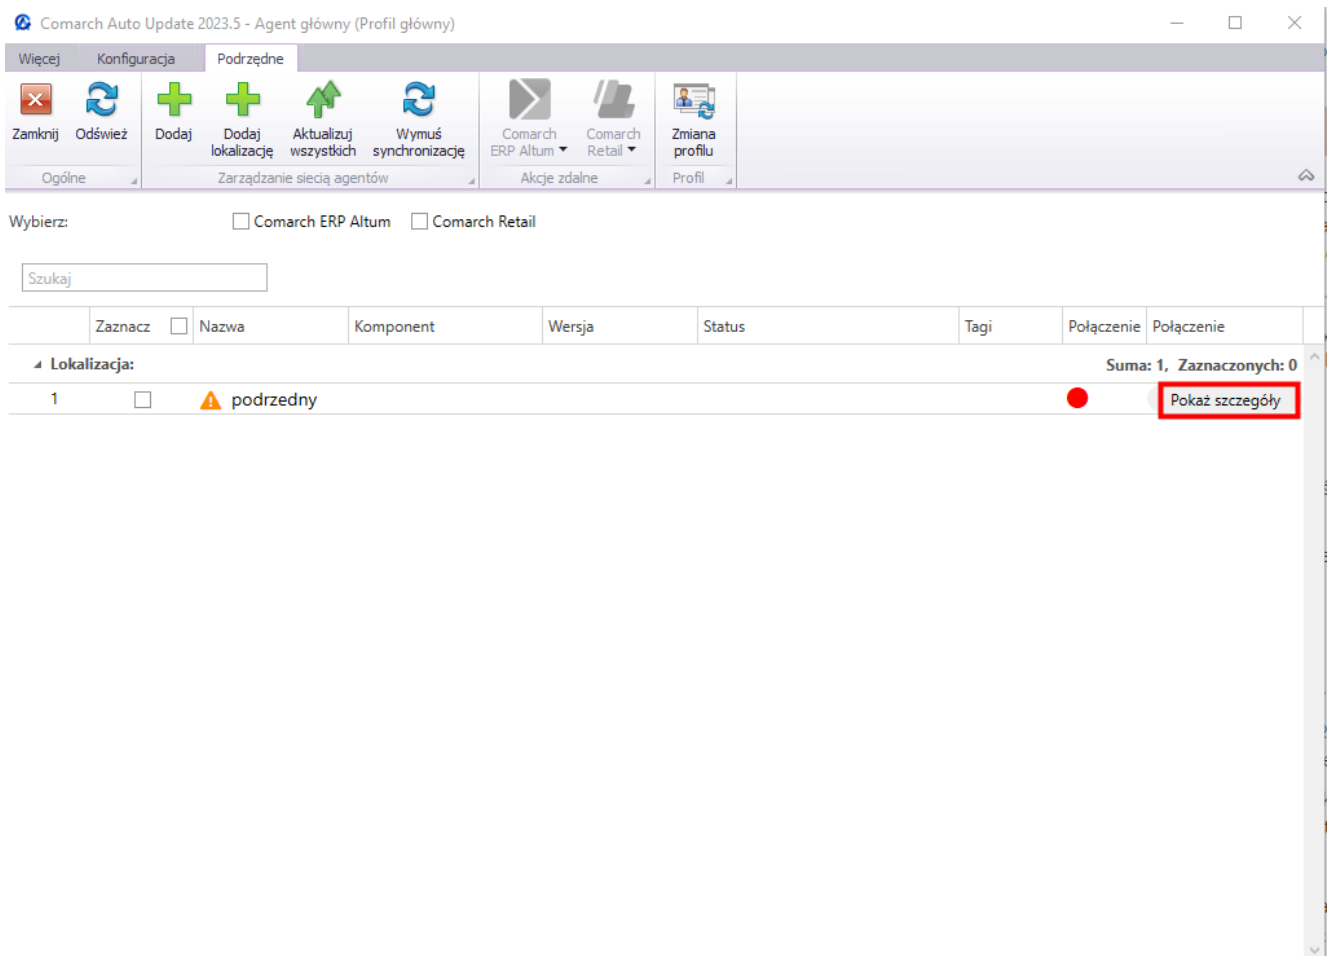 Comarch Auto Update 2023.5 - Agent główny (Profil główny)
Więcej Konfiguracja Podrzędne
Zamknij Odśwież Dodaj Dodaj lokalizację Aktualizuj wszystkich Wymuś synchronizację Comarch ERP Altum Comarch Retail Zmiana profilu
Ogólne Zarządzanie siecią agentów Akcje zdalne Profil
Wybierz: Comarch ERP Altum Comarch Retail
Szukaj
Zaznacz Nazwa Komponent Wersja Status Tagi Połączenie Połączenie
Lokalizacja: Suma: 1, Zaznaczonych: 0
1 podrzedny Pokaż szczegóły